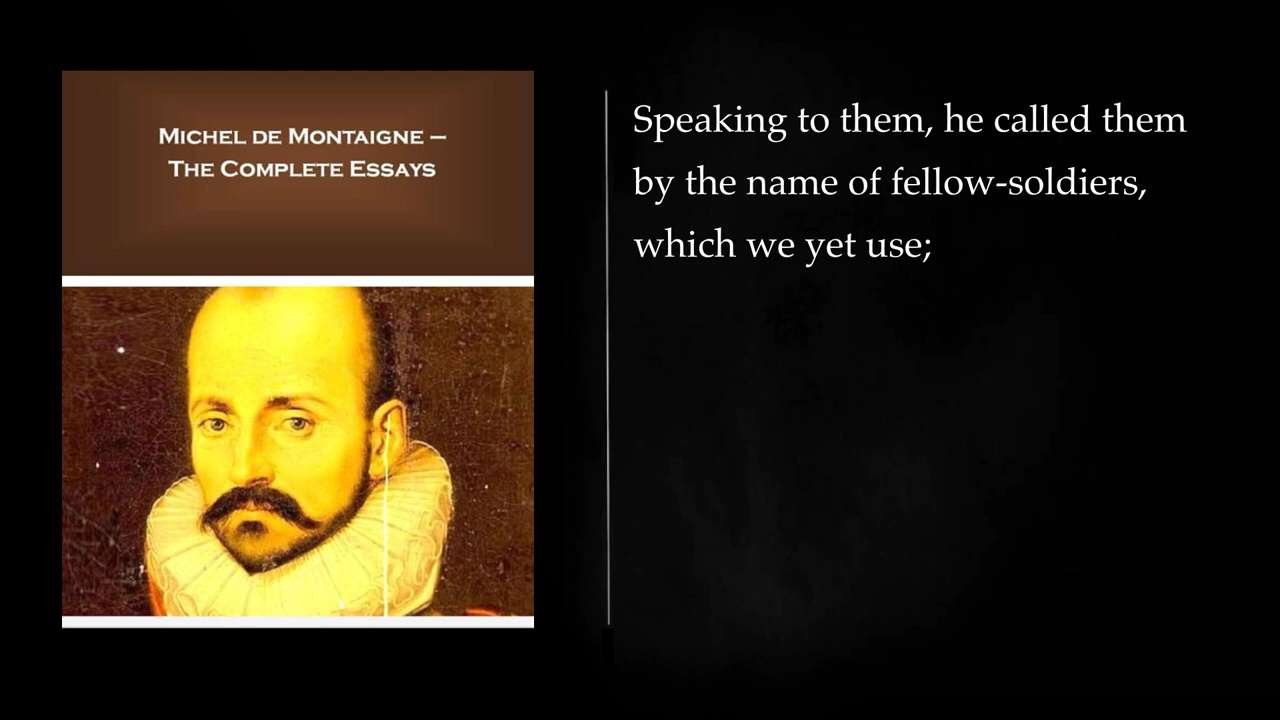 Michel de Montaigne –
The Complete Essays
Speaking to them, he called them
by the name of fellow-soldiers,
which we yet use;